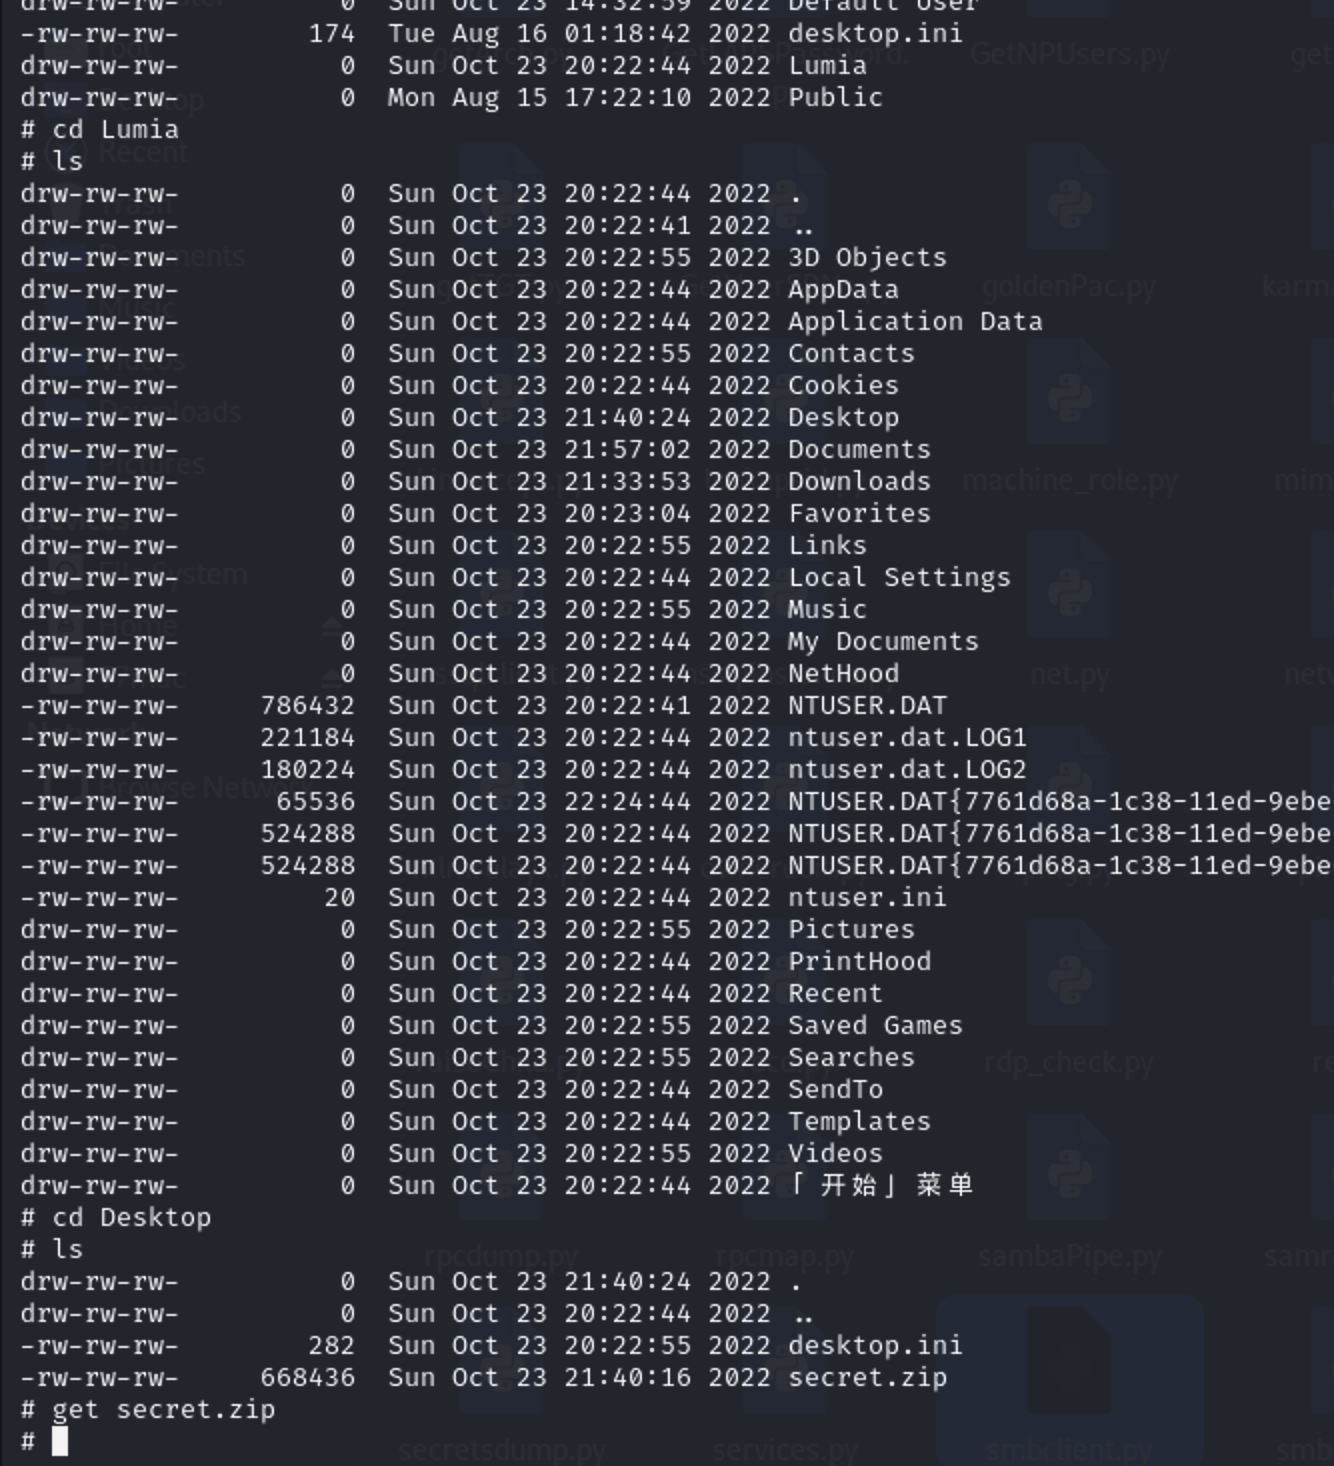 drw-rw-rw- 0 Sun Oct 23 14:32:59 2022 Default User
-rw-rw-rw- 174 Tue Aug 16 01:18:42 2022 desktop.ini
drw-rw-rw- 0 Sun Oct 23 20:22:44 2022 Lumia
drw-rw-rw- 0 Mon Aug 15 17:22:10 2022 Public
# cd Lumia
# ls
drw-rw-rw- 0 Sun Oct 23 20:22:44 2022 .
drw-rw-rw- 0 Sun Oct 23 20:22:41 2022 ..
drw-rw-rw- 0 Sun Oct 23 20:22:55 2022 3D Objects
drw-rw-rw- 0 Sun Oct 23 20:22:44 2022 AppData
drw-rw-rw- 0 Sun Oct 23 20:22:44 2022 Application Data
drw-rw-rw- 0 Sun Oct 23 20:22:55 2022 Contacts
drw-rw-rw- 0 Sun Oct 23 20:22:44 2022 Cookies
drw-rw-rw- 0 Sun Oct 23 21:40:24 2022 Desktop
drw-rw-rw- 0 Sun Oct 23 21:57:02 2022 Documents
drw-rw-rw- 0 Sun Oct 23 21:33:53 2022 Downloads
drw-rw-rw- 0 Sun Oct 23 20:23:04 2022 Favorites
drw-rw-rw- 0 Sun Oct 23 20:22:55 2022 Links
drw-rw-rw- 0 Sun Oct 23 20:22:44 2022 Local Settings
drw-rw-rw- 0 Sun Oct 23 20:22:55 2022 Music
drw-rw-rw- 0 Sun Oct 23 20:22:44 2022 My Documents
drw-rw-rw- 0 Sun Oct 23 20:22:44 2022 NetHood
-rw-rw-rw- 786432 Sun Oct 23 20:22:41 2022 NTUSER.DAT
-rw-rw-rw- 221184 Sun Oct 23 20:22:44 2022 ntuser.dat.LOG1
-rw-rw-rw- 180224 Sun Oct 23 20:22:44 2022 ntuser.dat.LOG2
-rw-rw-rw- 65536 Sun Oct 23 22:24:44 2022 NTUSER.DAT{7761d68a-1c38-11ed-9ebe
-rw-rw-rw- 524288 Sun Oct 23 20:22:44 2022 NTUSER.DAT{7761d68a-1c38-11ed-9ebe
-rw-rw-rw- 524288 Sun Oct 23 20:22:44 2022 NTUSER.DAT{7761d68a-1c38-11ed-9ebe
-rw-rw-rw- 20 Sun Oct 23 20:22:44 2022 ntuser.ini
drw-rw-rw- 0 Sun Oct 23 20:22:55 2022 Pictures
drw-rw-rw- 0 Sun Oct 23 20:22:44 2022 PrintHood
drw-rw-rw- 0 Sun Oct 23 20:22:44 2022 Recent
drw-rw-rw- 0 Sun Oct 23 20:22:55 2022 Saved Games
drw-rw-rw- 0 Sun Oct 23 20:22:55 2022 Searches
drw-rw-rw- 0 Sun Oct 23 20:22:44 2022 SendTo
drw-rw-rw- 0 Sun Oct 23 20:22:44 2022 Templates
drw-rw-rw- 0 Sun Oct 23 20:22:55 2022 Videos
drw-rw-rw- 0 Sun Oct 23 20:22:44 2022 「开始」菜单
# cd Desktop
# ls
drw-rw-rw- 0 Sun Oct 23 21:40:24 2022 .
drw-rw-rw- 0 Sun Oct 23 20:22:44 2022 ..
-rw-rw-rw- 282 Sun Oct 23 20:22:55 2022 desktop.ini
-rw-rw-rw- 668436 Sun Oct 23 21:40:16 2022 secret.zip
# get secret.zip
#